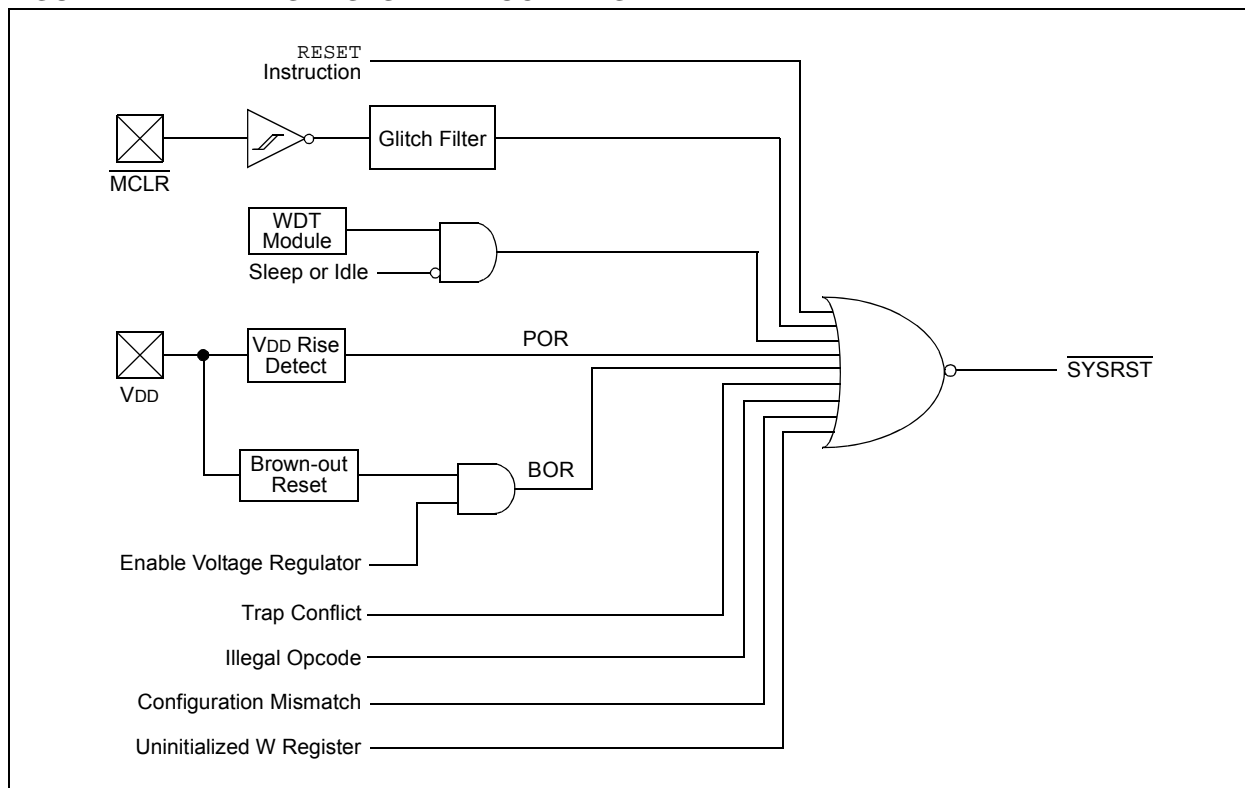 RESET
Instruction
Glitch Filter
MCLR
WDT
Module
Sleep or Idle
VDD Rise
Detect
POR
VDD
SYSRST
Brown-out
Reset
BOR
Enable Voltage Regulator
Trap Conflict
Illegal Opcode
Configuration Mismatch
Uninitialized W Register